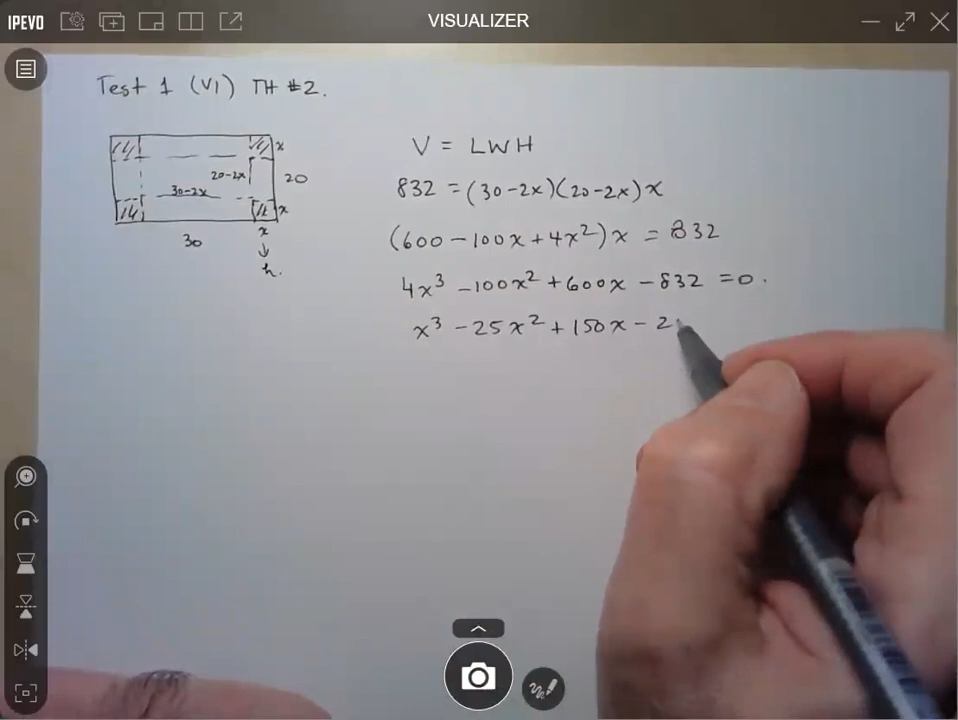 IPEVO
VISUALIZER
Test 1 (V1) TH #2.
x
20-2x
20
30-2x
x
30
x
↓
h.
V = LWH
832 = (30-2x)(20-2x)x
(600 - 100x + 4x²)x = 832
4x³ - 100x² + 600x - 832 = 0.
x³ - 25x² + 150x - 2